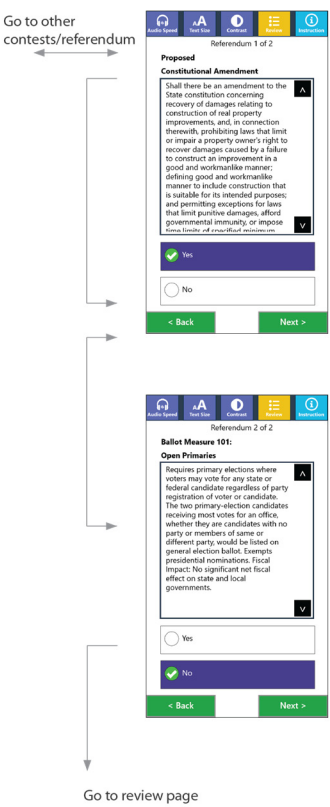 Go to other
contests/referendum
Audio Speed Text Size Contrast Review Instruction
Referendum 1 of 2
Proposed
Constitutional Amendment
Shall there be an amendment to the
State constitution concerning
recovery of damages relating to
construction of real property
improvements, and, in connection
therewith, prohibiting laws that limit
or impair a property owner's right to
recover damages caused by a failure
to construct an improvement in a
good and workmanlike manner;
defining good and workmanlike
manner to include construction that
is suitable for its intended purposes;
and permitting exceptions for laws
that limit punitive damages, afford
governmental immunity, or impose
time limits of specified minimum
Yes
No
< Back Next >
Audio Speed Text Size Contrast Review Instruction
Referendum 2 of 2
Ballot Measure 101:
Open Primaries
Requires primary elections where
voters may vote for any state or
federal candidate regardless of party
registration of voter or candidate.
The two primary-election candidates
receiving most votes for an office,
whether they are candidates with no
party or members of same or
different party, would be listed on
general election ballot. Exempts
presidential nominations. Fiscal
Impact: No significant net fiscal
effect on state and local
governments.
Yes
No
< Back Next >
Go to review page